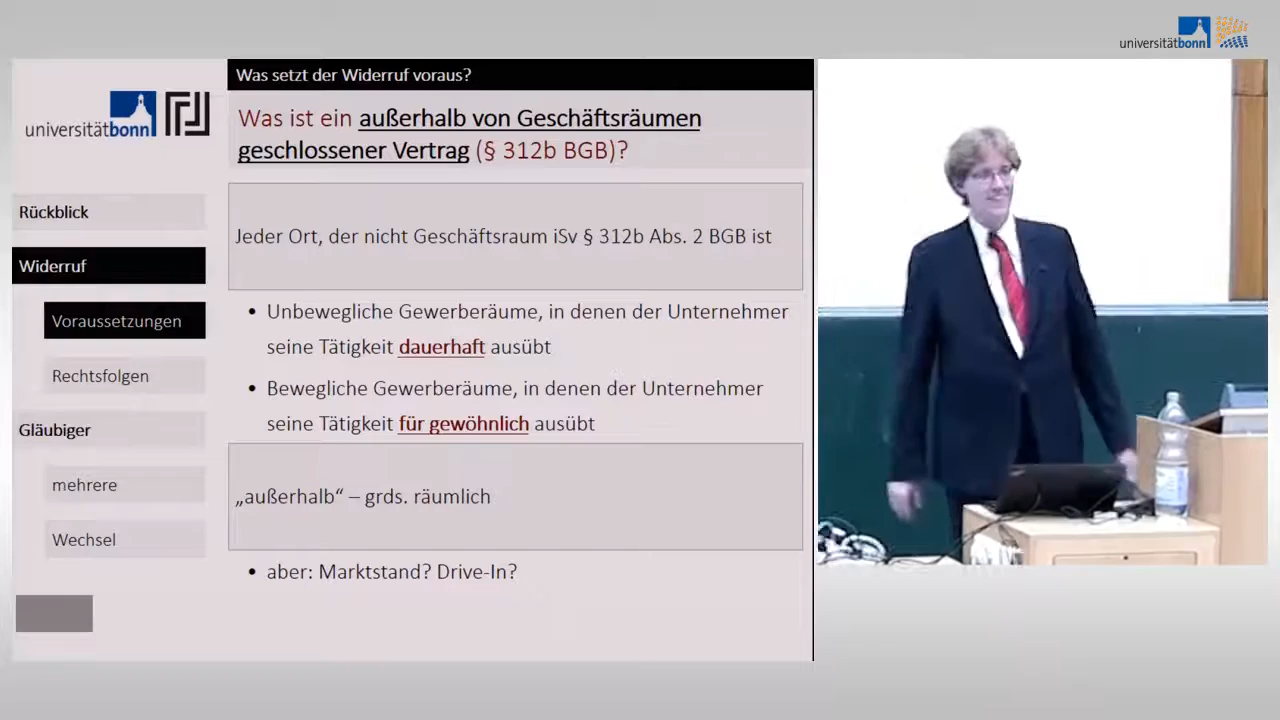 universitätbonn
Was setzt der Widerruf voraus?
universitätbonn
Was ist ein außerhalb von Geschäftsräumen
geschlossener Vertrag (§ 312b BGB)?
Rückblick
Widerruf
Voraussetzungen
Rechtsfolgen
Gläubiger
mehrere
Wechsel
Jeder Ort, der nicht Geschäftsraum iSv § 312b Abs. 2 BGB ist
• Unbewegliche Gewerberäume, in denen der Unternehmer
seine Tätigkeit dauerhaft ausübt
• Bewegliche Gewerberäume, in denen der Unternehmer
seine Tätigkeit für gewöhnlich ausübt
„außerhalb“ – grds. räumlich
• aber: Marktstand? Drive-In?